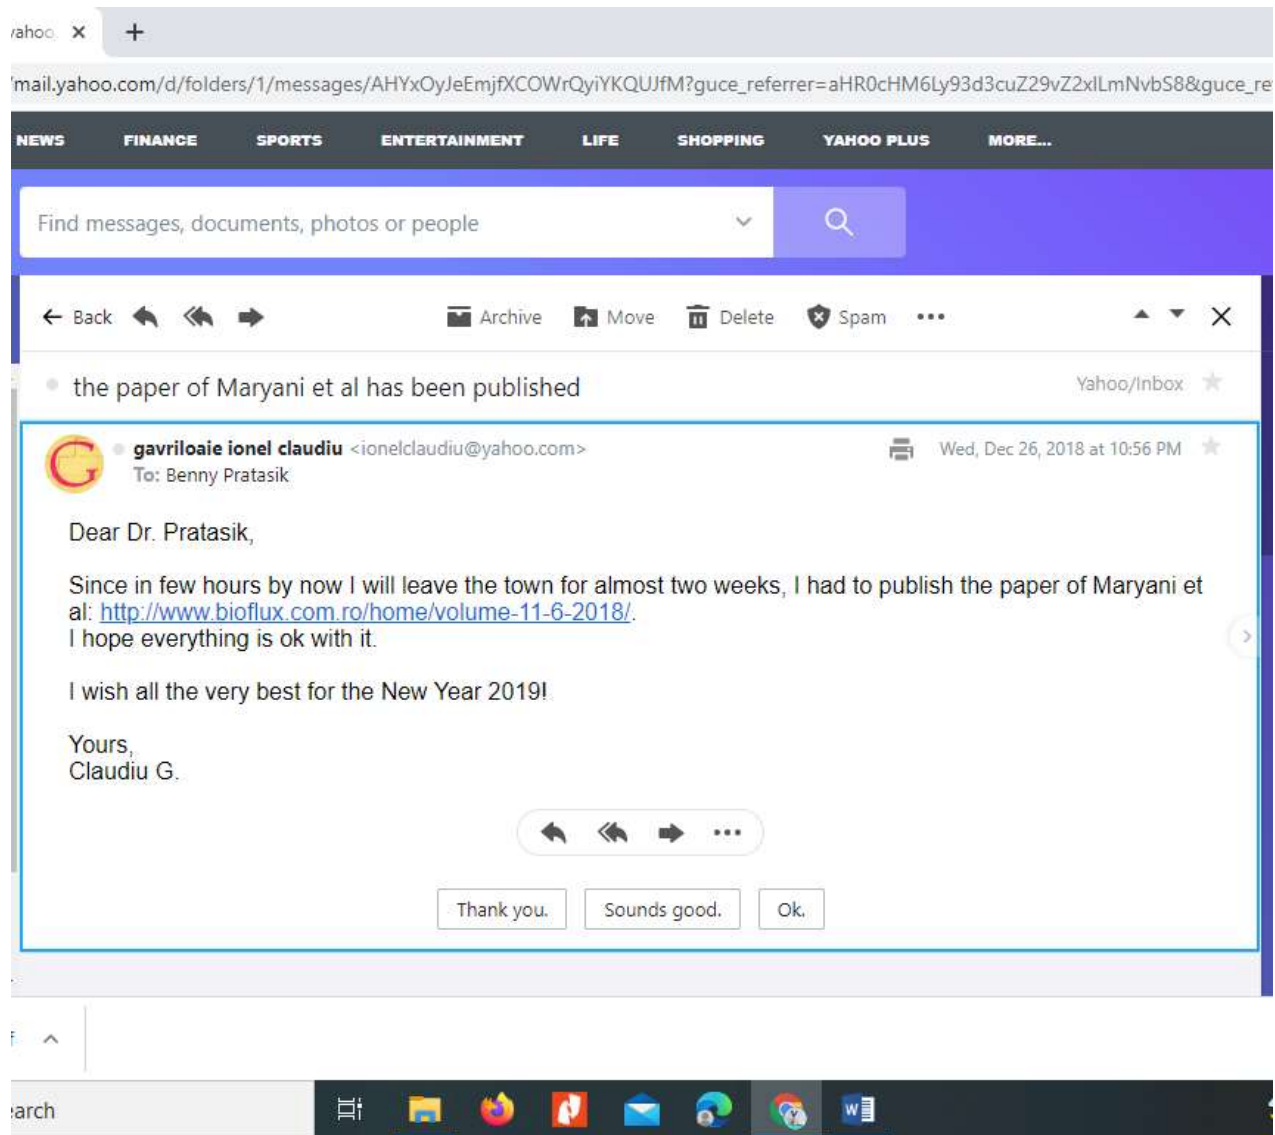 yahoo
mail.yahoo.com/d/folders/1/messages/AHYxOyJeEmjfXCOWrQyiYKQUJfM?guce_referrer=aHR0cHM6Ly93d3cuZ29vZ2xlLmNvbS8&guce_re
NEWS FINANCE SPORTS ENTERTAINMENT LIFE SHOPPING YAHOO PLUS MORE...
Find messages, documents, photos or people
Back Archive Move Delete Spam
the paper of Maryani et al has been published Yahoo/Inbox
gavriloaie ionel claudiu <ionelclaudiu@yahoo.com> Wed, Dec 26, 2018 at 10:56 PM
To: Benny Pratasik
Dear Dr. Pratasik,
Since in few hours by now I will leave the town for almost two weeks, I had to publish the paper of Maryani et
al: http://www.bioflux.com.ro/home/volume-11-6-2018/.
I hope everything is ok with it.
I wish all the very best for the New Year 2019!
Yours,
Claudiu G.
Thank you. Sounds good. Ok.
earch